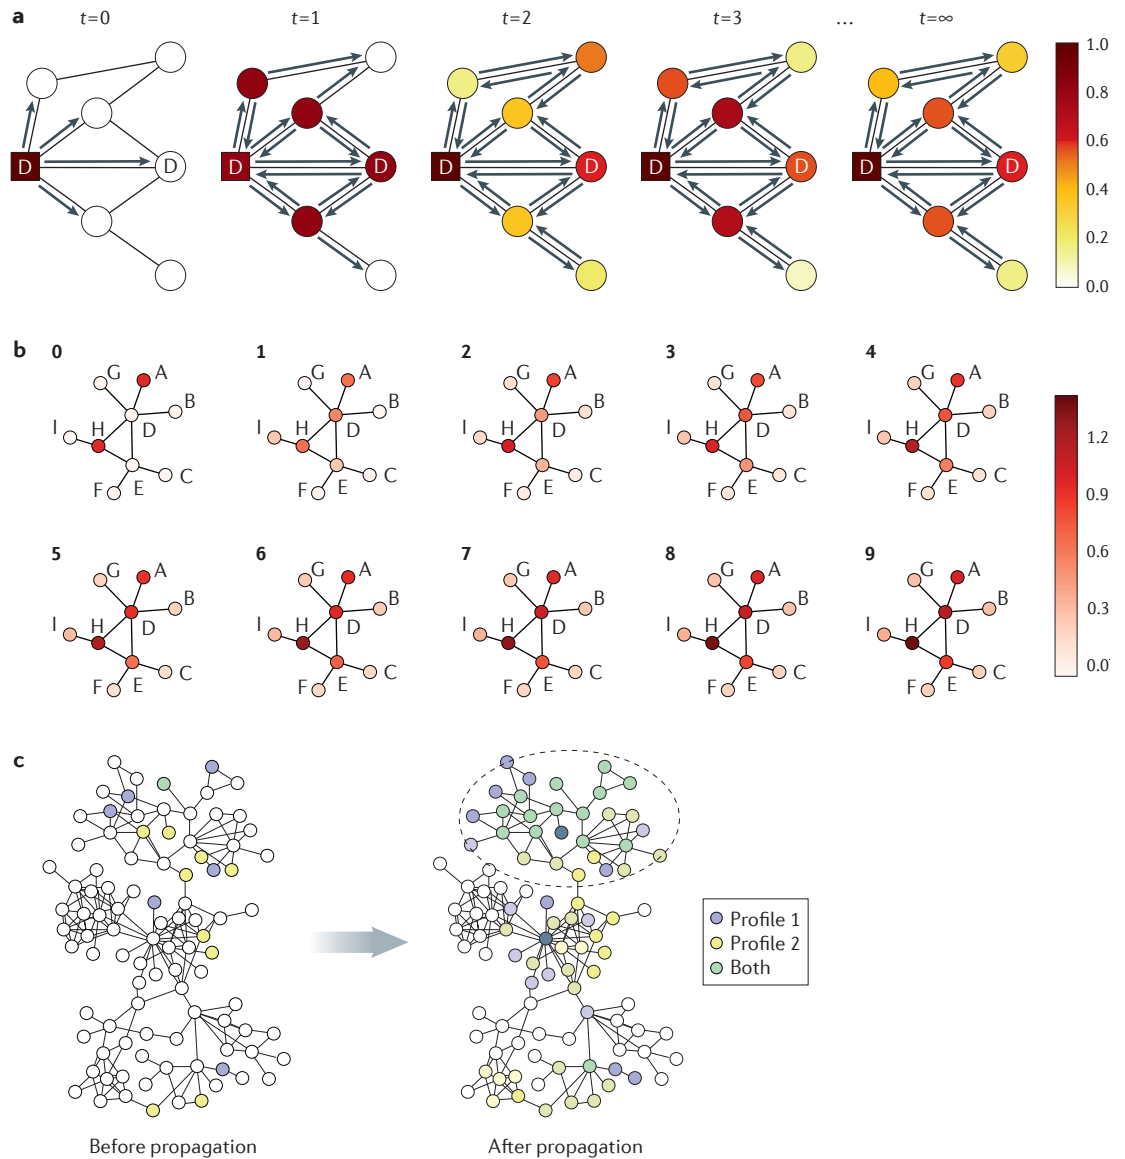 a t=0 t=1 t=2 t=3 ... t=∞
1.0
0.8
D D D D D D D D D D 0.6
0.4
0.2
0.0
b 0 1 2 3 4
G A G A G A G A G A
B B B B B
I H D I H D I H D I H D I H D
F E C F E C F E C F E C F E C
1.2
0.9
0.6
0.3
0.0
5 6 7 8 9
G A G A G A G A G A
B B B B B
I H D I H D I H D I H D I H D
F E C F E C F E C F E C F E C
c
Profile 1
Profile 2
Both
Before propagation After propagation